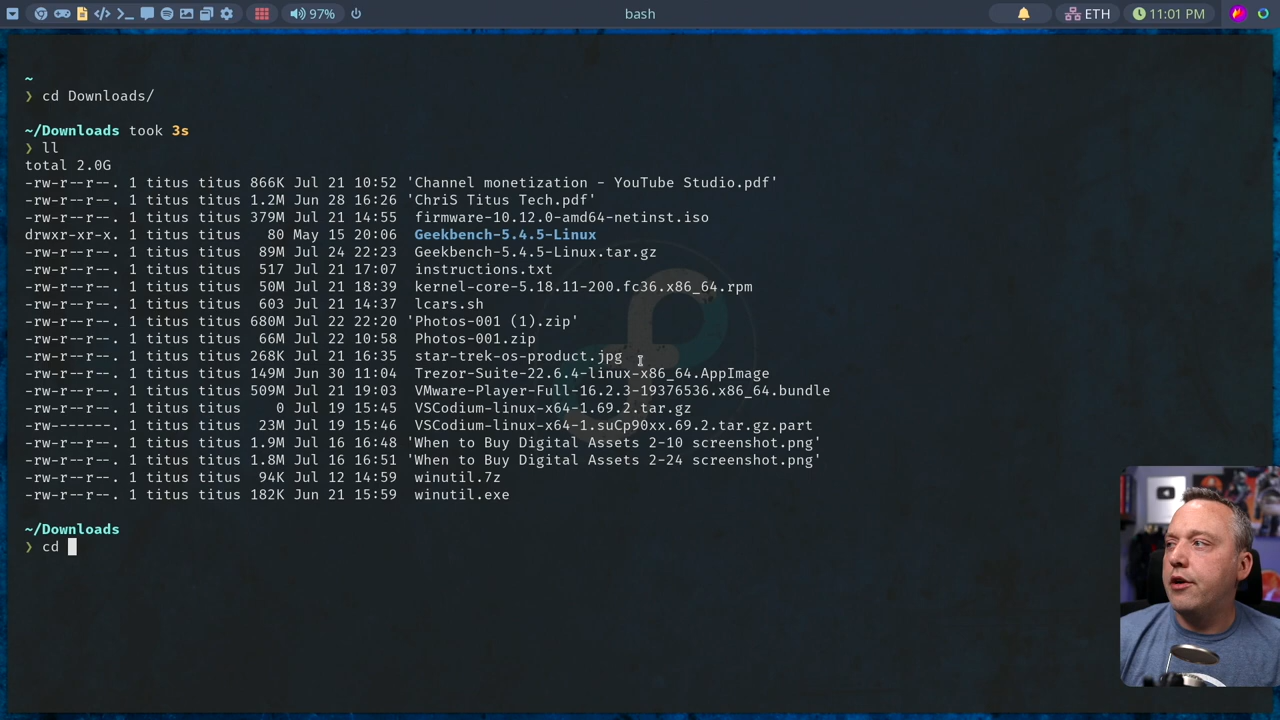 97%
bash
ETH
11:01 PM
~
❯ cd Downloads/
~/Downloads took 3s
❯ ll
total 2.0G
-rw-r--r--. 1 titus titus 866K Jul 21 10:52 'Channel monetization - YouTube Studio.pdf'
-rw-r--r--. 1 titus titus 1.2M Jun 28 16:26 'ChriS Titus Tech.pdf'
-rw-r--r--. 1 titus titus 379M Jul 21 14:55 firmware-10.12.0-amd64-netinst.iso
drwxr-xr-x. 1 titus titus 80 May 15 20:06 Geekbench-5.4.5-Linux
-rw-r--r--. 1 titus titus 89M Jul 24 22:23 Geekbench-5.4.5-Linux.tar.gz
-rw-r--r--. 1 titus titus 517 Jul 21 17:07 instructions.txt
-rw-r--r--. 1 titus titus 50M Jul 21 18:39 kernel-core-5.18.11-200.fc36.x86_64.rpm
-rw-r--r--. 1 titus titus 603 Jul 21 14:37 lcars.sh
-rw-r--r--. 1 titus titus 680M Jul 22 22:20 'Photos-001 (1).zip'
-rw-r--r--. 1 titus titus 66M Jul 22 10:58 Photos-001.zip
-rw-r--r--. 1 titus titus 268K Jul 21 16:35 star-trek-os-product.jpg
-rw-r--r--. 1 titus titus 149M Jun 30 11:04 Trezor-Suite-22.6.4-linux-x86_64.AppImage
-rw-r--r--. 1 titus titus 509M Jul 21 19:03 VMware-Player-Full-16.2.3-19376536.x86_64.bundle
-rw-r--r--. 1 titus titus 0 Jul 19 15:45 VSCodium-linux-x64-1.69.2.tar.gz
-rw-------. 1 titus titus 23M Jul 19 15:46 VSCodium-linux-x64-1.suCp90xx.69.2.tar.gz.part
-rw-r--r--. 1 titus titus 1.9M Jul 16 16:48 'When to Buy Digital Assets 2-10 screenshot.png'
-rw-r--r--. 1 titus titus 1.8M Jul 16 16:51 'When to Buy Digital Assets 2-24 screenshot.png'
-rw-r--r--. 1 titus titus 94K Jul 12 14:59 winutil.7z
-rw-r--r--. 1 titus titus 182K Jun 21 15:59 winutil.exe
~/Downloads
❯ cd